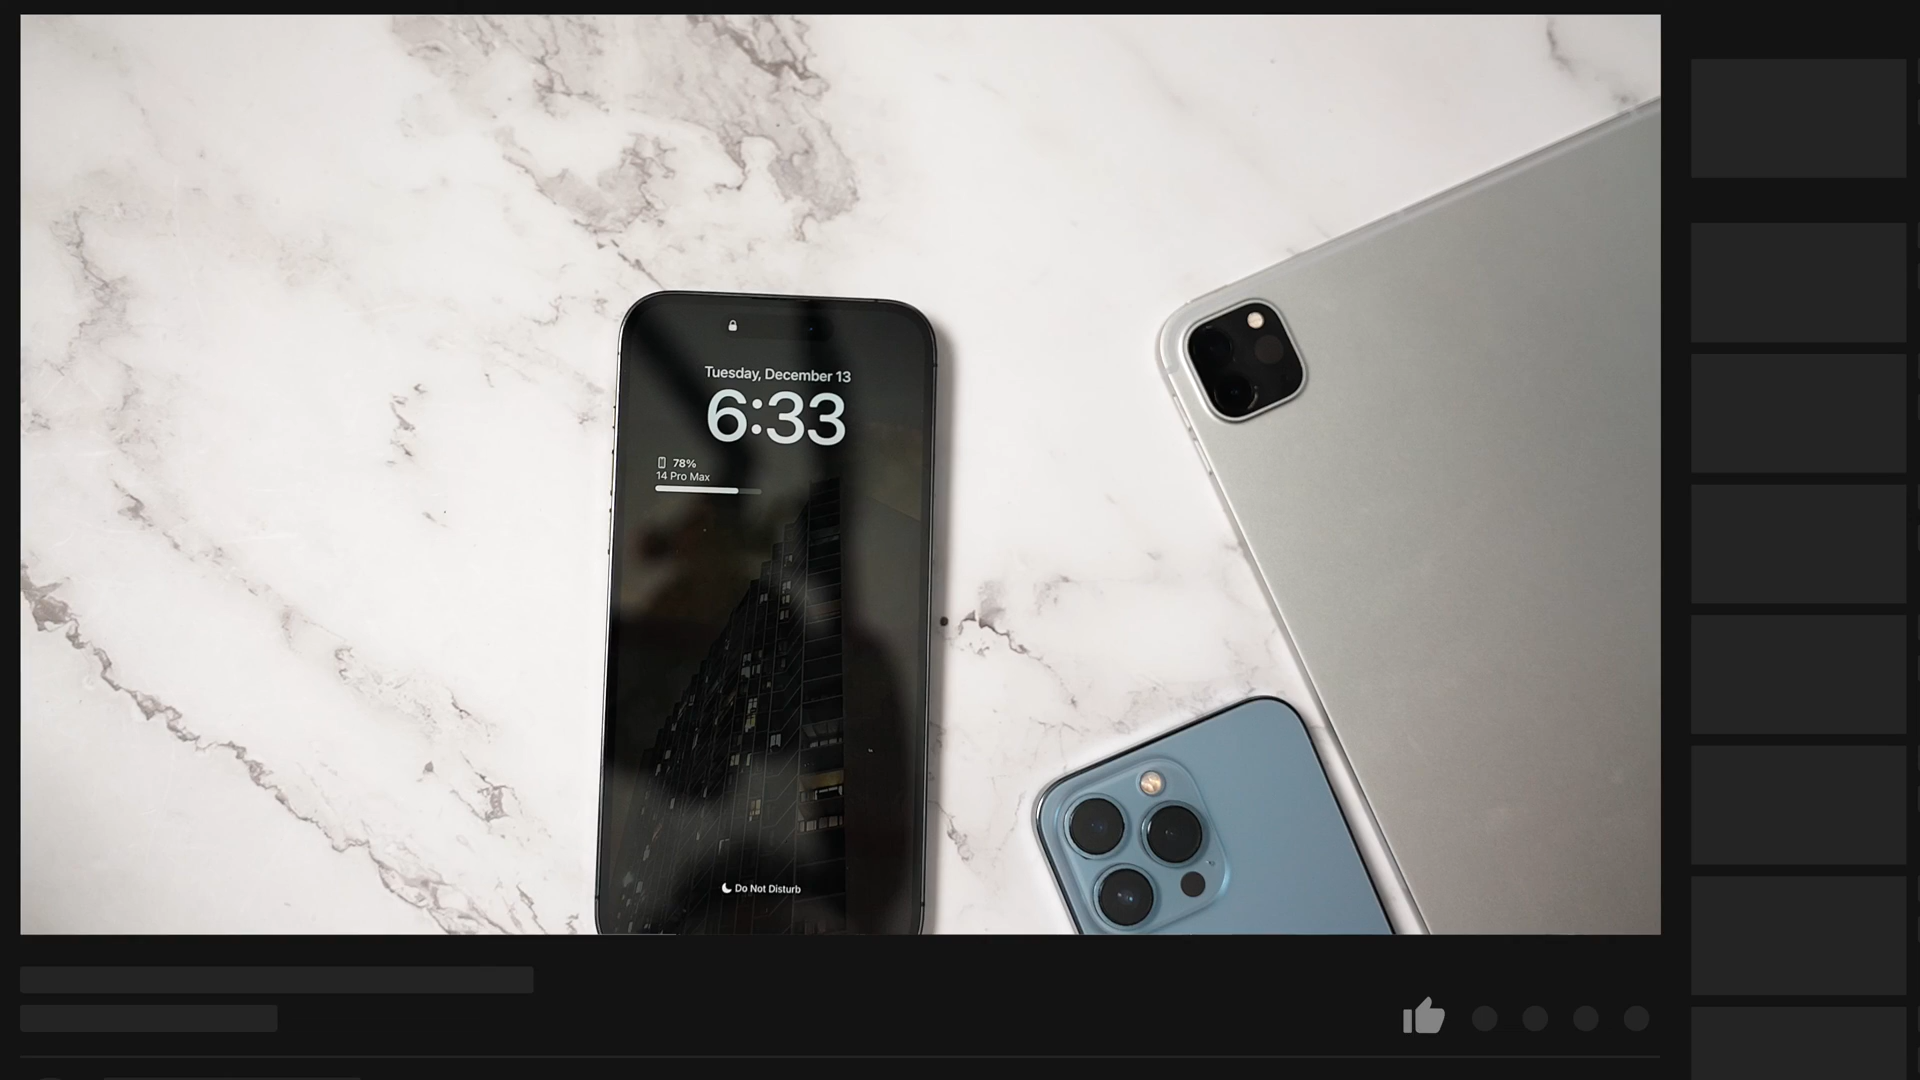 Tuesday, December 13
6:33
78%
14 Pro Max
Do Not Disturb